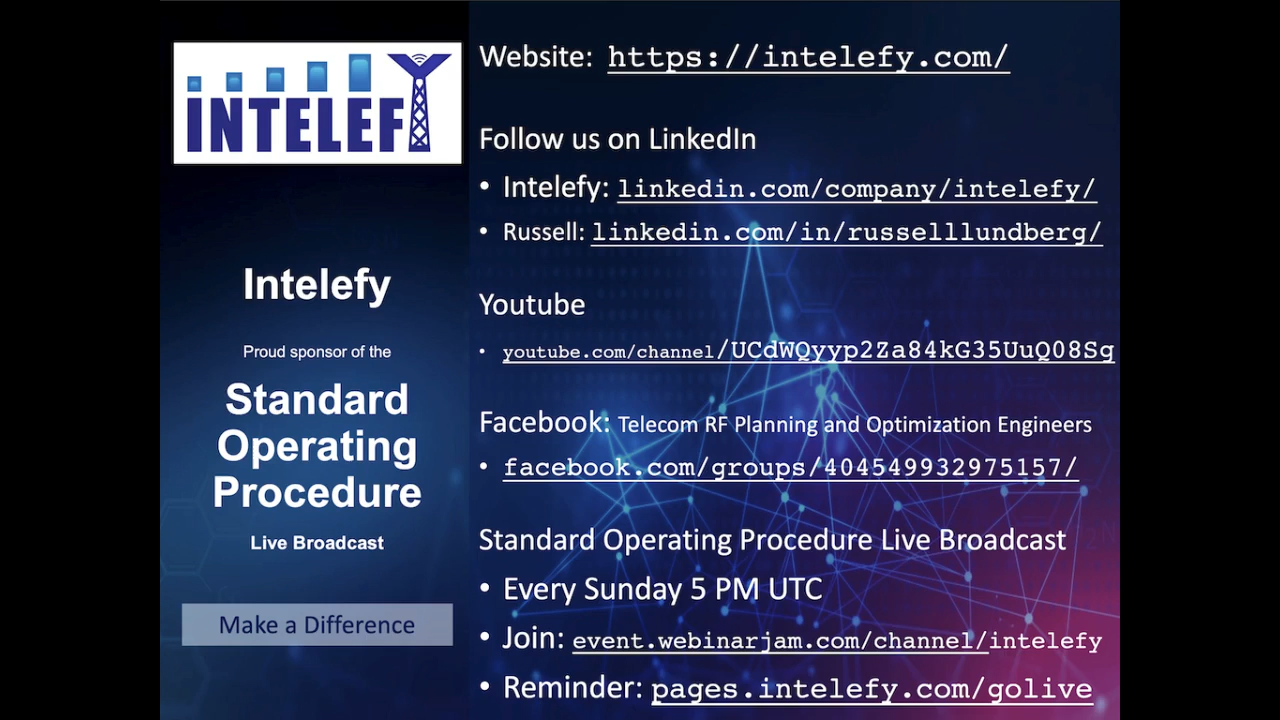 INTELEFY
Intelefy
Proud sponsor of the
Standard
Operating
Procedure
Live Broadcast
Make a Difference
Website: https://intelefy.com/
Follow us on LinkedIn
• Intelefy: linkedin.com/company/intelefy/
• Russell: linkedin.com/in/russelllundberg/
Youtube
• youtube.com/channel/UCdWQyyp2Za84kG35UuQ08Sg
Facebook: Telecom RF Planning and Optimization Engineers
• facebook.com/groups/404549932975157/
Standard Operating Procedure Live Broadcast
• Every Sunday 5 PM UTC
• Join: event.webinarjam.com/channel/intelefy
• Reminder: pages.intelefy.com/golive